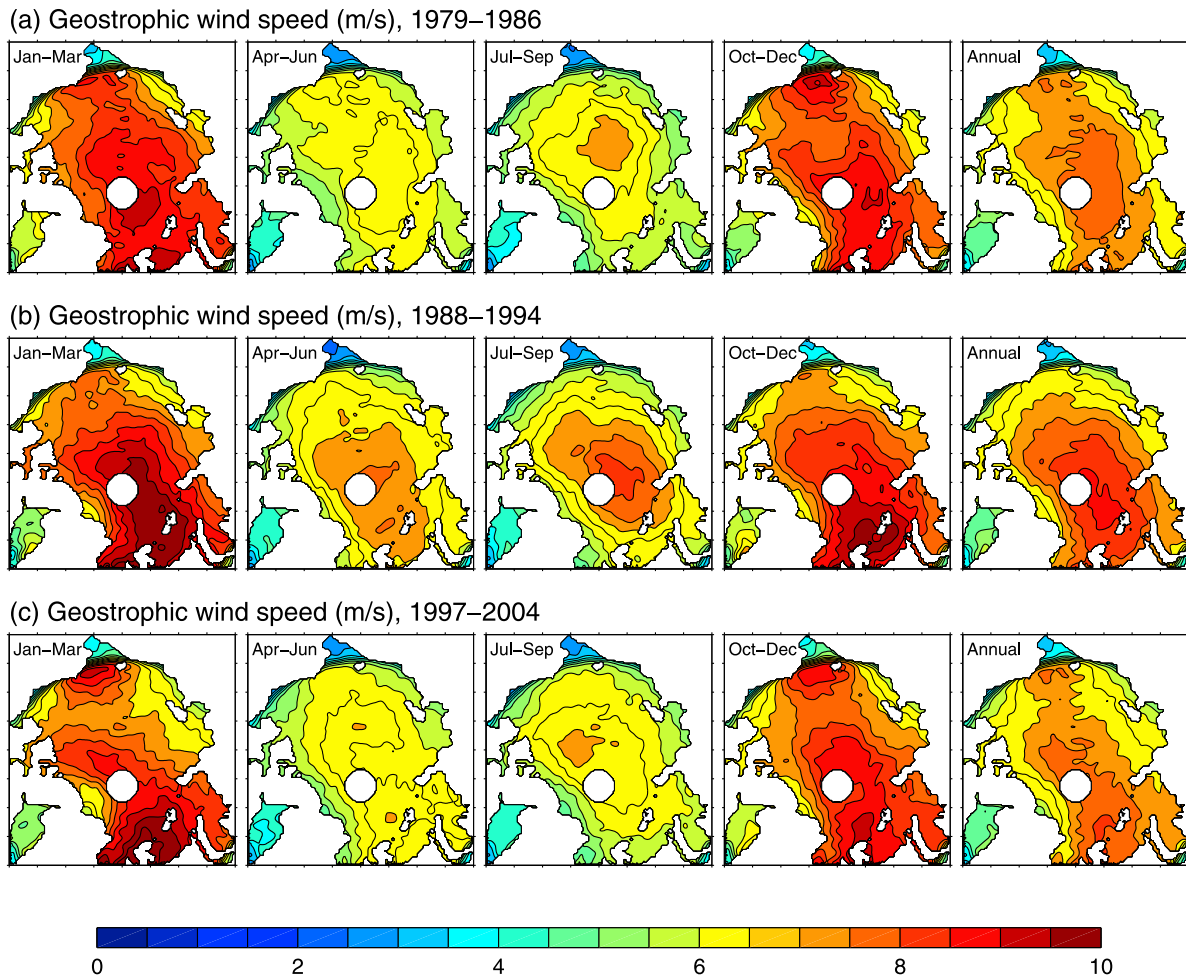 (a) Geostrophic wind speed (m/s), 1979–1986
Jan–Mar Apr–Jun Jul–Sep Oct–Dec Annual
(b) Geostrophic wind speed (m/s), 1988–1994
Jan–Mar Apr–Jun Jul–Sep Oct–Dec Annual
(c) Geostrophic wind speed (m/s), 1997–2004
Jan–Mar Apr–Jun Jul–Sep Oct–Dec Annual
0 2 4 6 8 10